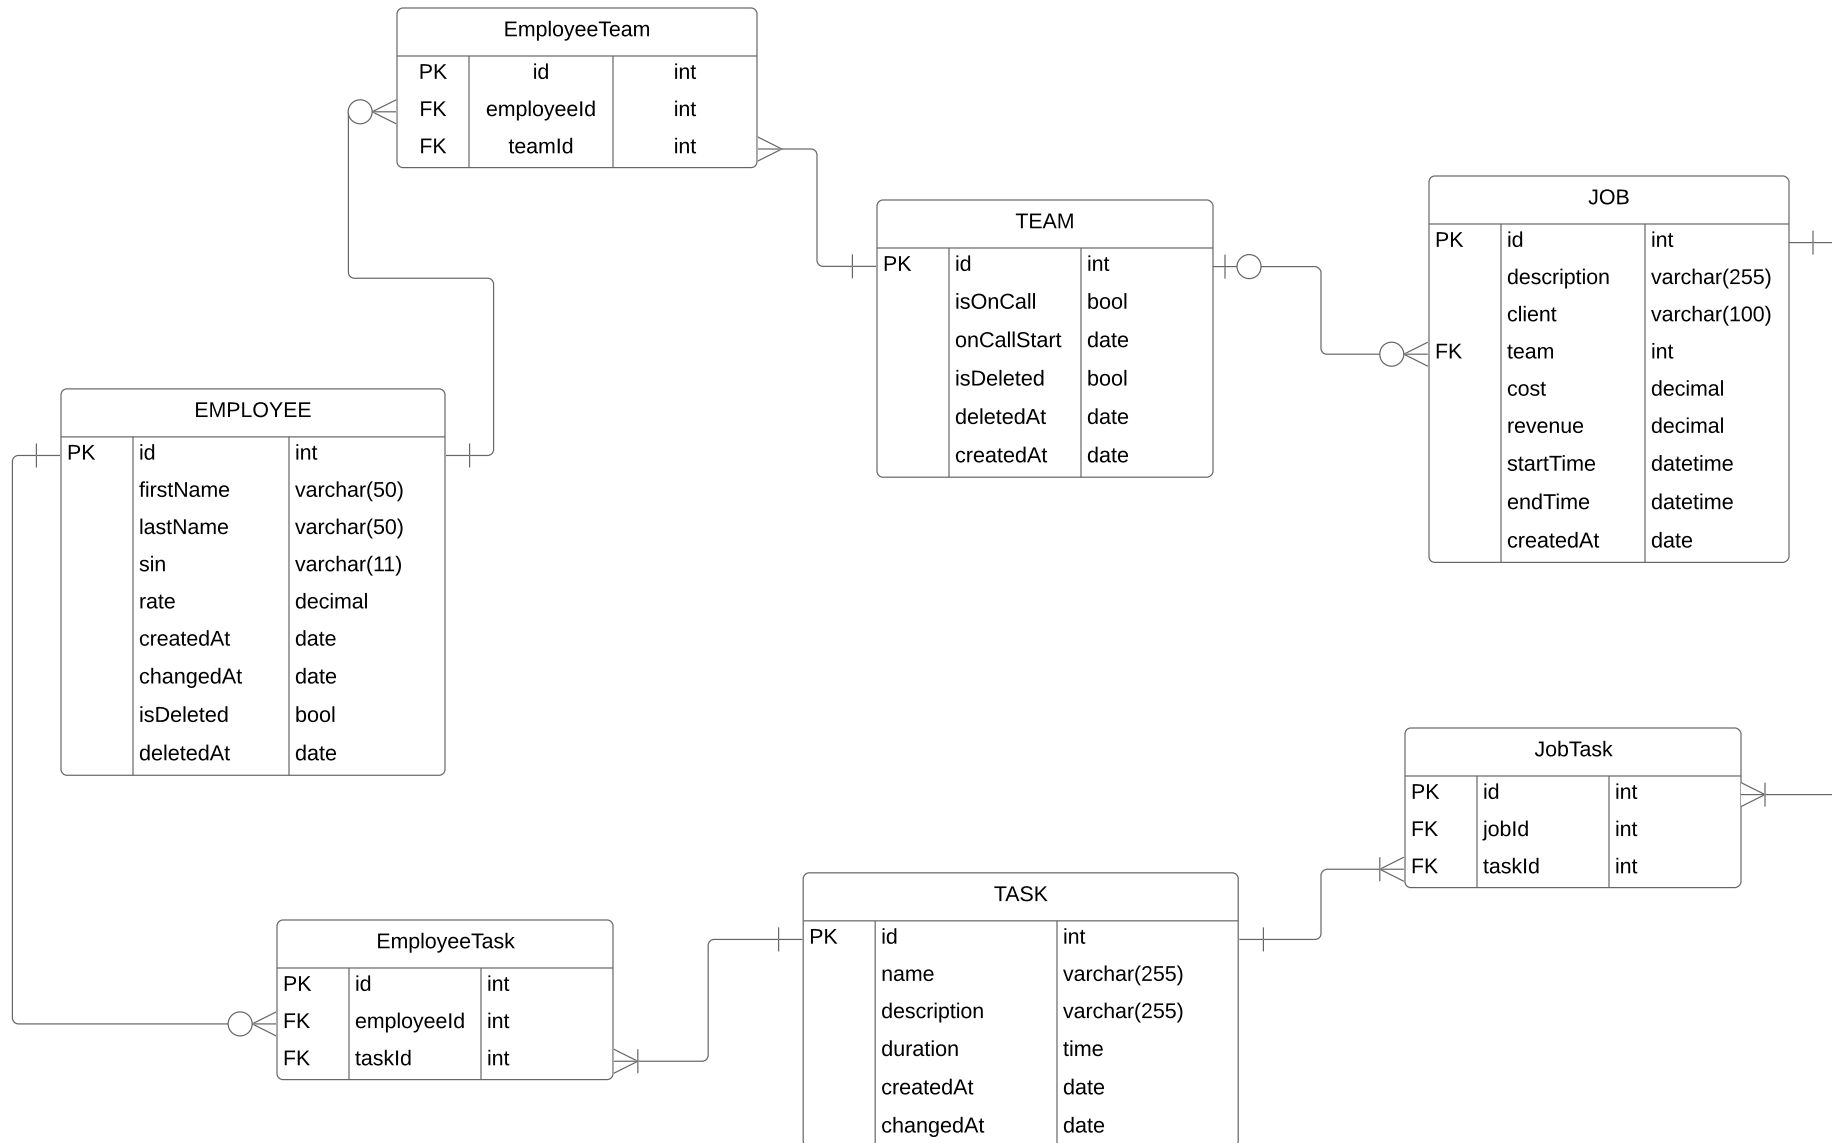 EmployeeTeam
PK id int
FK employeeId int
FK teamId int
TEAM
PK id int
isOnCall bool
onCallStart date
isDeleted bool
deletedAt date
createdAt date
JOB
PK id int
description varchar(255)
client varchar(100)
FK team int
cost decimal
revenue decimal
startTime datetime
endTime datetime
createdAt date
EMPLOYEE
PK id int
firstName varchar(50)
lastName varchar(50)
sin varchar(11)
rate decimal
createdAt date
changedAt date
isDeleted bool
deletedAt date
JobTask
PK id int
FK jobId int
FK taskId int
TASK
PK id int
name varchar(255)
description varchar(255)
duration time
createdAt date
changedAt date
EmployeeTask
PK id int
FK employeeId int
FK taskId int